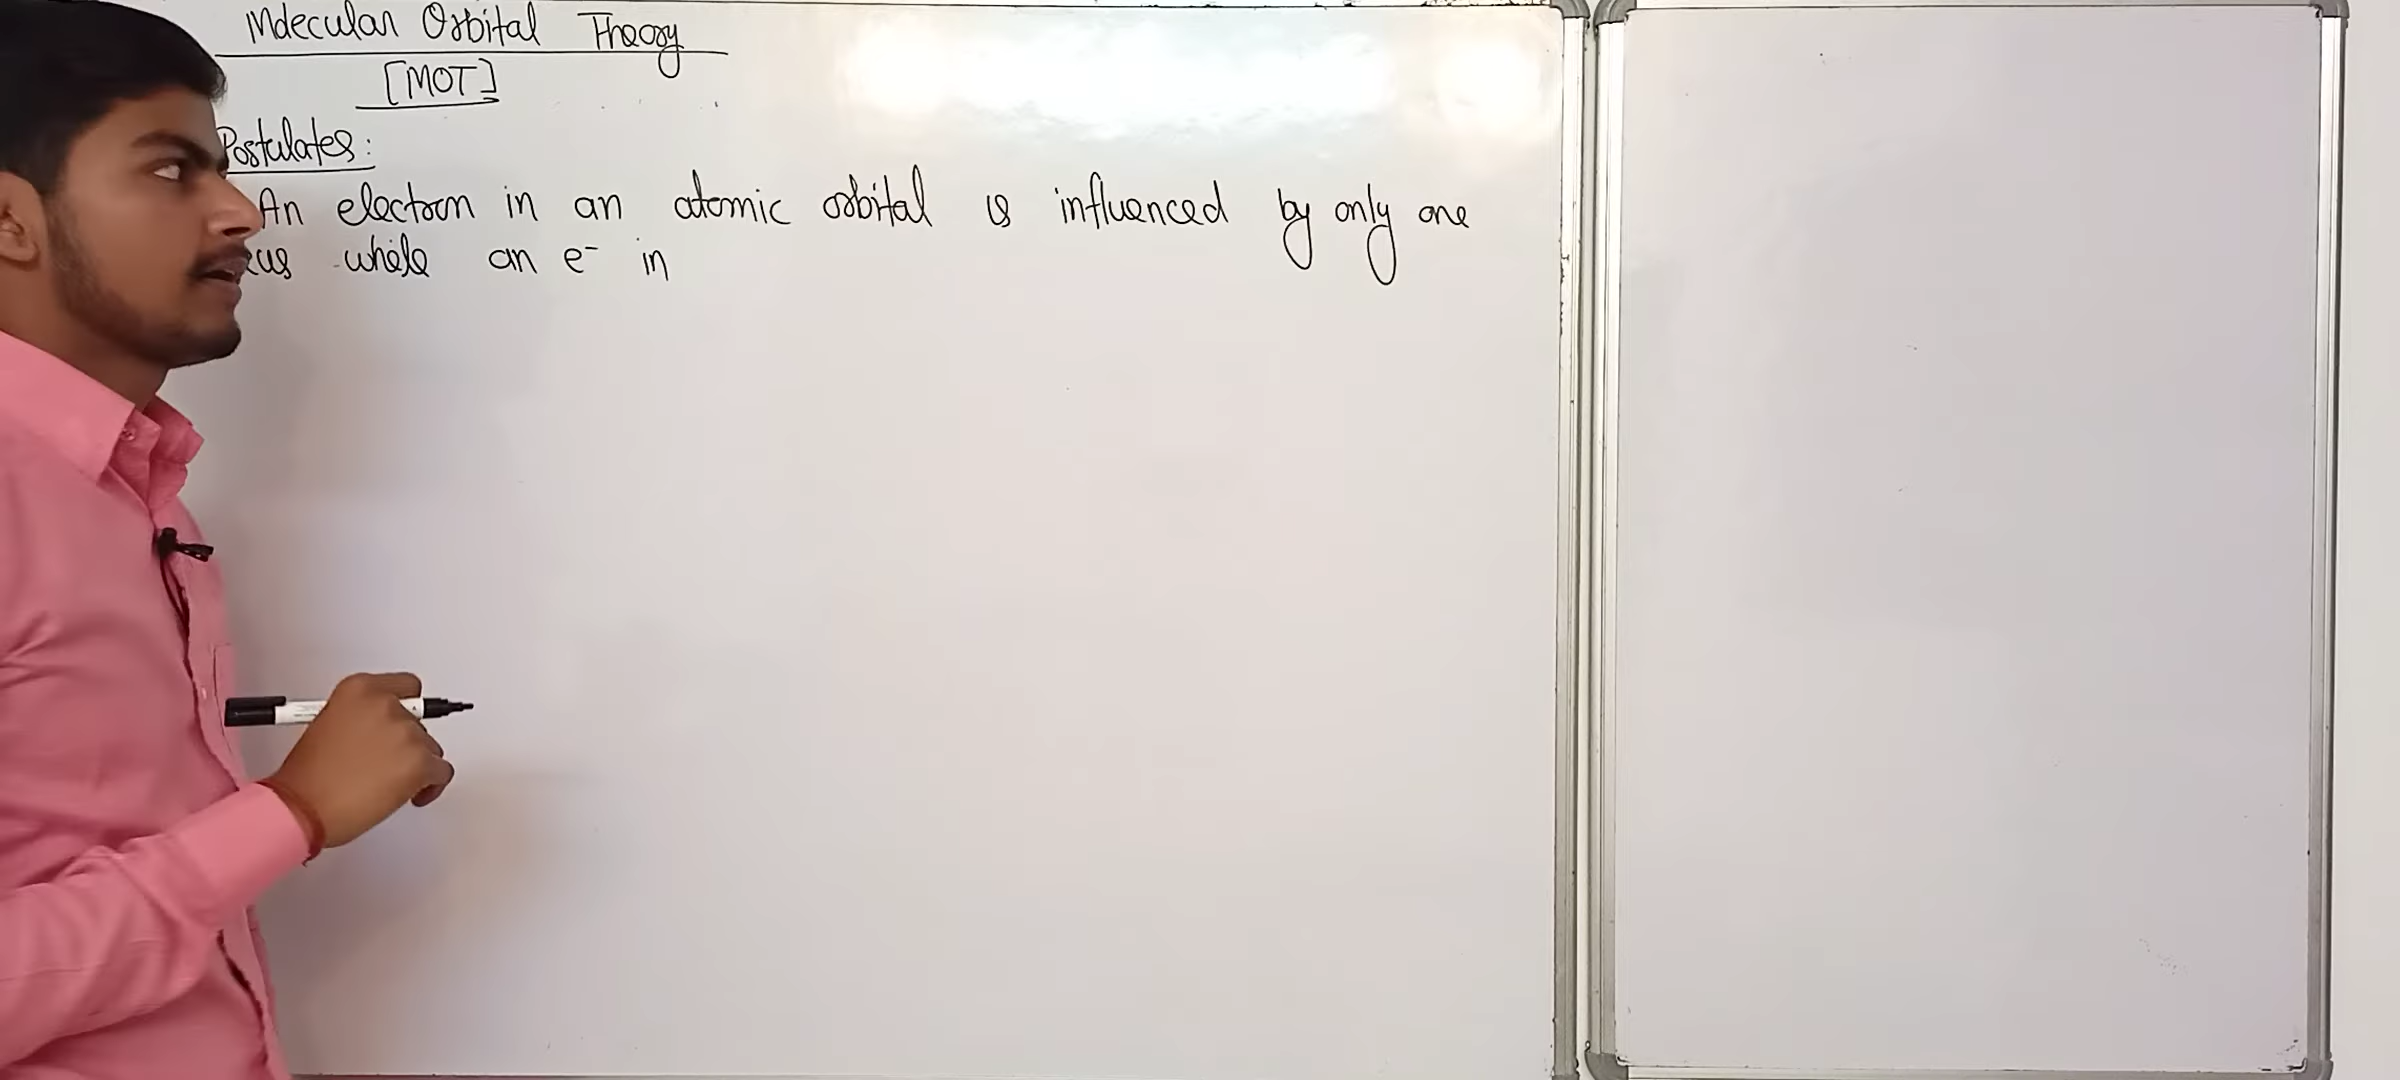 Molecular Orbital Theory
[MOT]
Postulates:
An electron in an atomic orbital is influenced by only one
while an e⁻ in